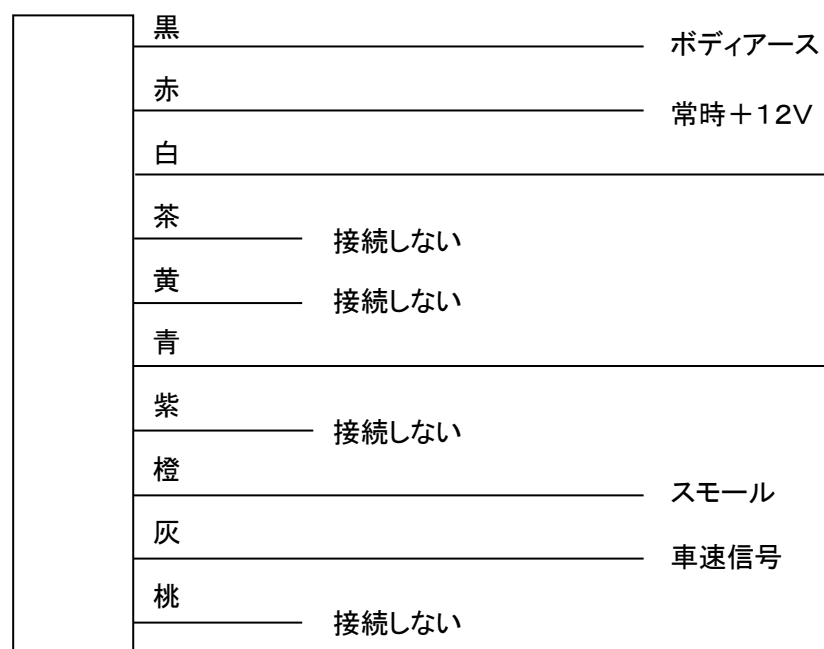 黒
ボディアース
赤
常時＋１２Ｖ
白
茶
接続しない
黄
接続しない
青
紫
接続しない
橙
スモール
灰
車速信号
桃
接続しない